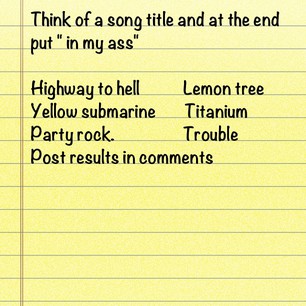 Think of a song title and at the end
put " in my ass"
Highway to hell Lemon tree
Yellow submarine Titanium
Party rock. Trouble
Post results in comments